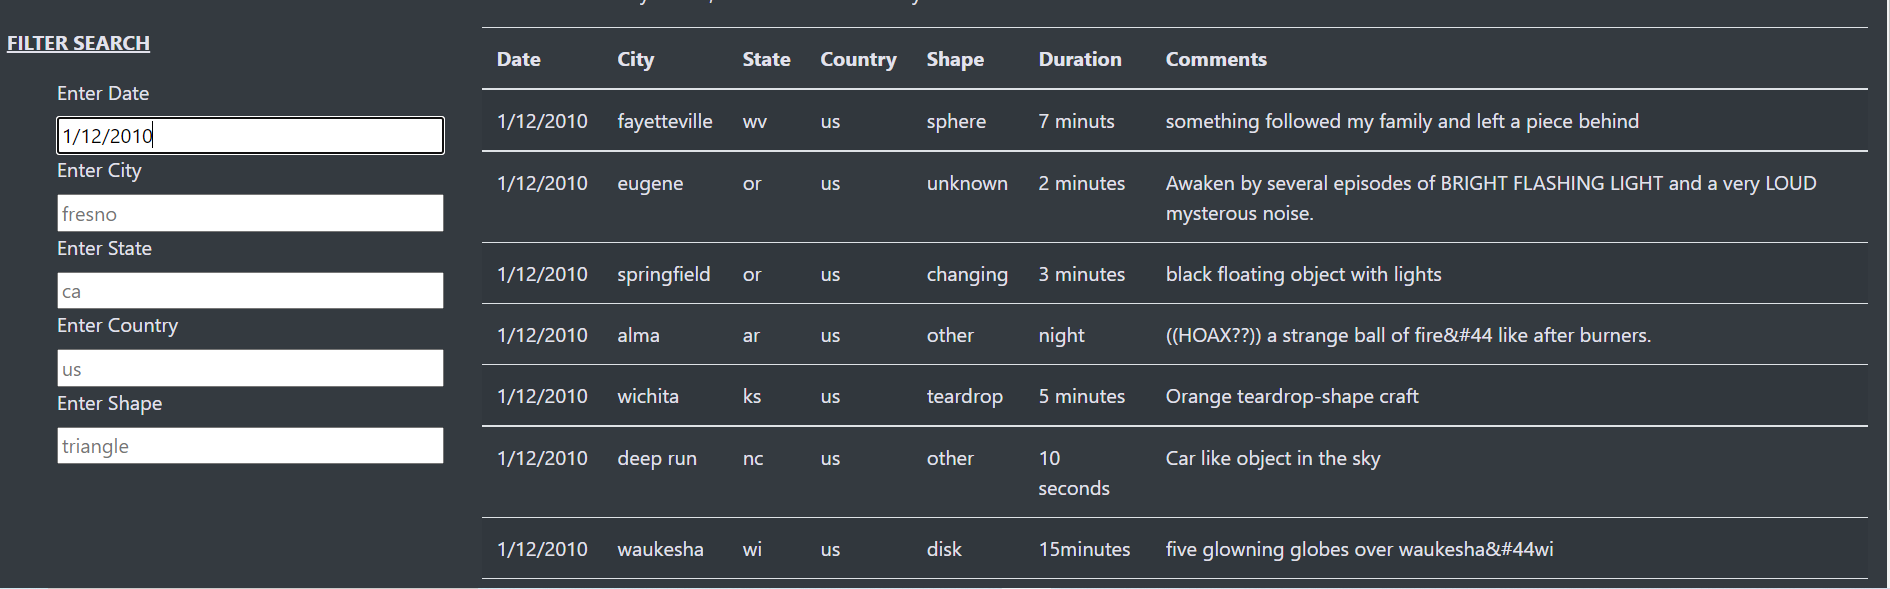 FILTER SEARCH
Enter Date
1/12/2010
Enter City
fresno
Enter State
ca
Enter Country
us
Enter Shape
triangle
Date City State Country Shape Duration Comments
1/12/2010 fayetteville wv us sphere 7 minuts something followed my family and left a piece behind
1/12/2010 eugene or us unknown 2 minutes Awaken by several episodes of BRIGHT FLASHING LIGHT and a very LOUD
mysterous noise.
1/12/2010 springfield or us changing 3 minutes black floating object with lights
1/12/2010 alma ar us other night ((HOAX??)) a strange ball of fire&#44 like after burners.
1/12/2010 wichita ks us teardrop 5 minutes Orange teardrop-shape craft
1/12/2010 deep run nc us other 10 Car like object in the sky
seconds
1/12/2010 waukesha wi us disk 15minutes five glowning globes over waukesha&#44wi